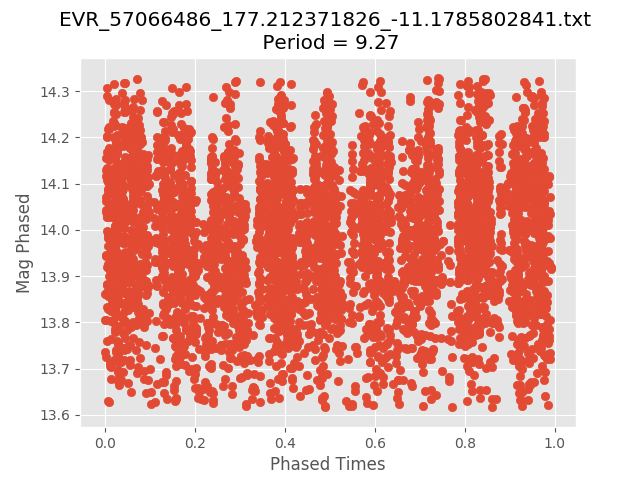 EVR_57066486_177.212371826_-11.1785802841.txt
Period = 9.27
14.3
14.2
14.1
14.0
13.9
13.8
13.7
13.6
Mag Phased
0.0 0.2 0.4 0.6 0.8 1.0
Phased Times